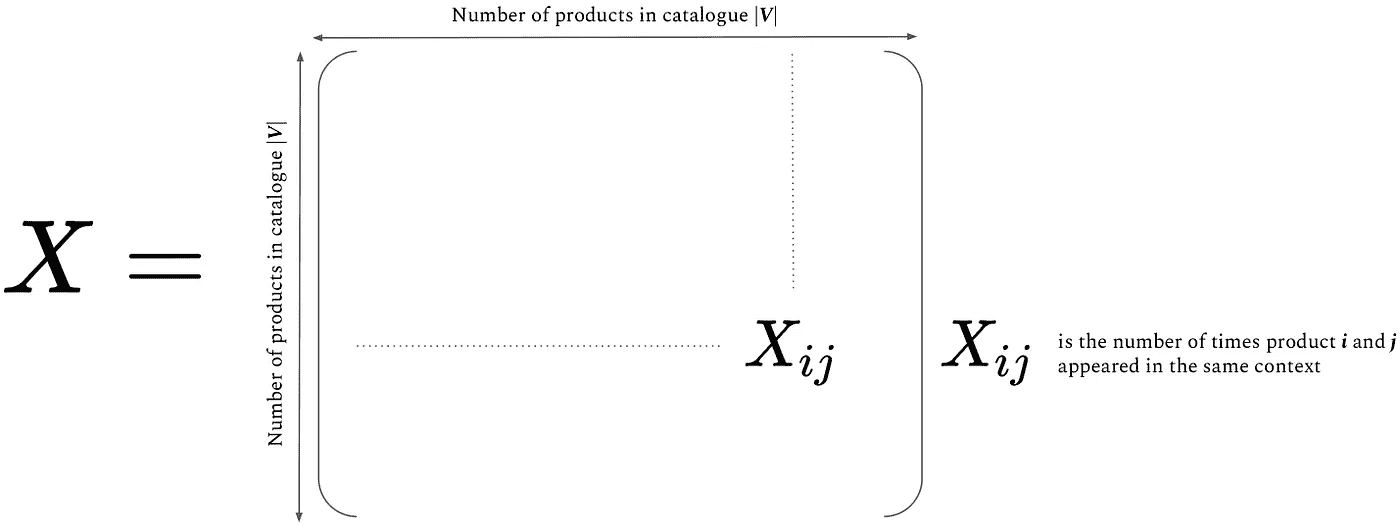 Number of products in catalogue |V|
Number of products in catalogue |V|
X =
X_{ij}
X_{ij} is the number of times product i and j
appeared in the same context